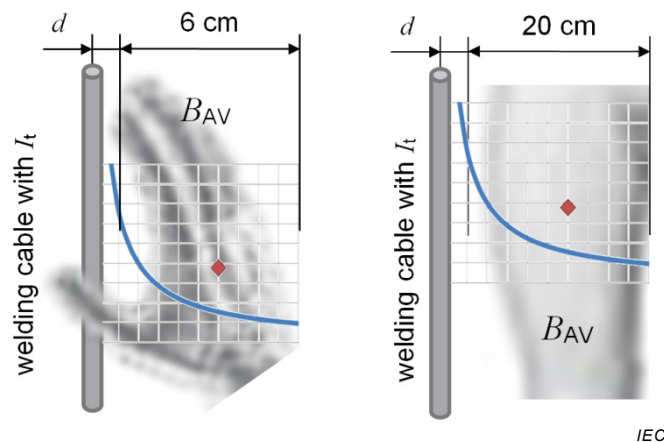 d
6 cm
B_AV
welding cable with I_t
d
20 cm
B_AV
welding cable with I_t
IEC